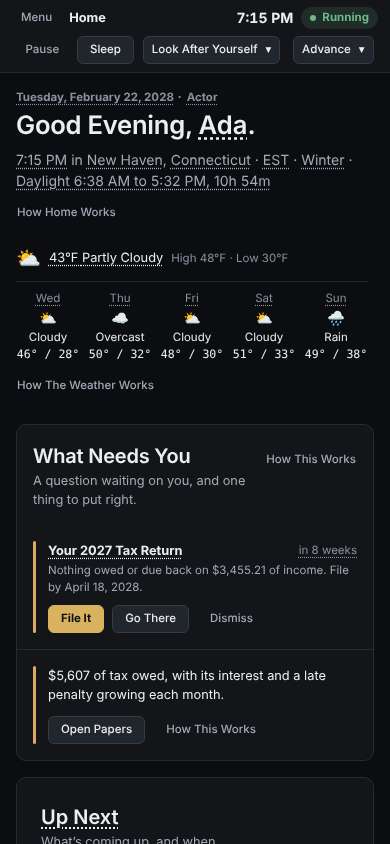 Menu Home 7:15 PM Running
Pause Sleep Look After Yourself ▾ Advance ▾
Tuesday, February 22, 2028 · Actor
Good Evening, Ada.
7:15 PM in New Haven, Connecticut · EST · Winter ·
Daylight 6:38 AM to 5:32 PM, 10h 54m
How Home Works
43°F Partly Cloudy High 48°F · Low 30°F
Wed Thu Fri Sat Sun
Cloudy Overcast Cloudy Cloudy Rain
46° / 28° 50° / 32° 48° / 30° 51° / 33° 49° / 38°
How The Weather Works
What Needs You How This Works
A question waiting on you, and one
thing to put right.
Your 2027 Tax Return in 8 weeks
Nothing owed or due back on $3,455.21 of income. File
by April 18, 2028.
File It Go There Dismiss
$5,607 of tax owed, with its interest and a late
penalty growing each month.
Open Papers How This Works
Up Next
What's coming up, and when